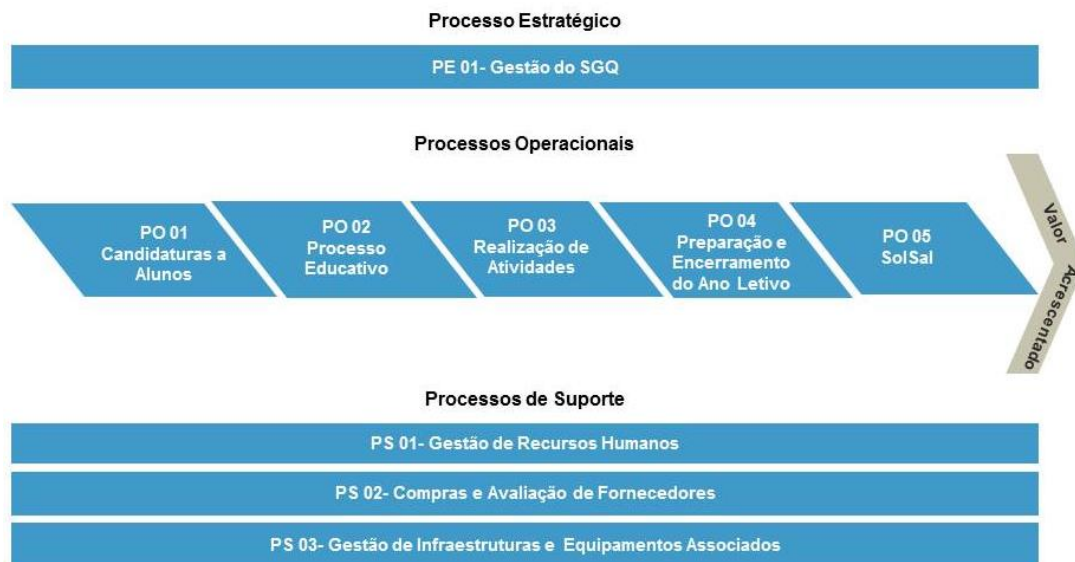 Processo Estratégico
PE 01- Gestão do SGQ
Processos Operacionais
PO 01
Candidaturas a
Alunos
PO 02
Processo
Educativo
PO 03
Realização de
Atividades
PO 04
Preparação e
Encerramento
do Ano Letivo
PO 05
SolSal
Valor
Acrescentado
Processos de Suporte
PS 01- Gestão de Recursos Humanos
PS 02- Compras e Avaliação de Fornecedores
PS 03- Gestão de Infraestruturas e Equipamentos Associados